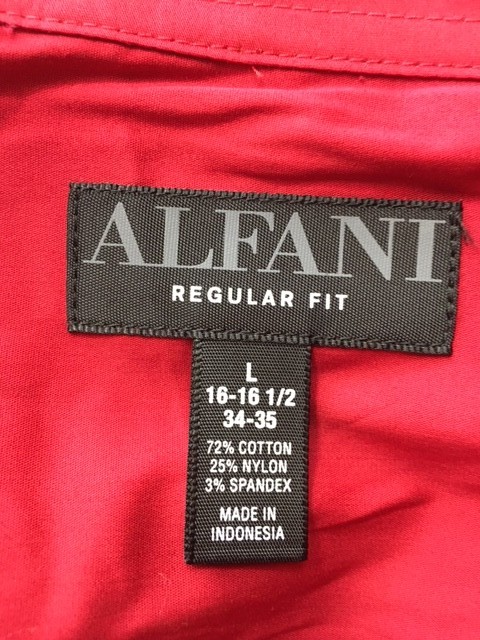 ALFANI
REGULAR FIT
L
16-16 1/2
34-35
72% COTTON
25% NYLON
3% SPANDEX
MADE IN
INDONESIA